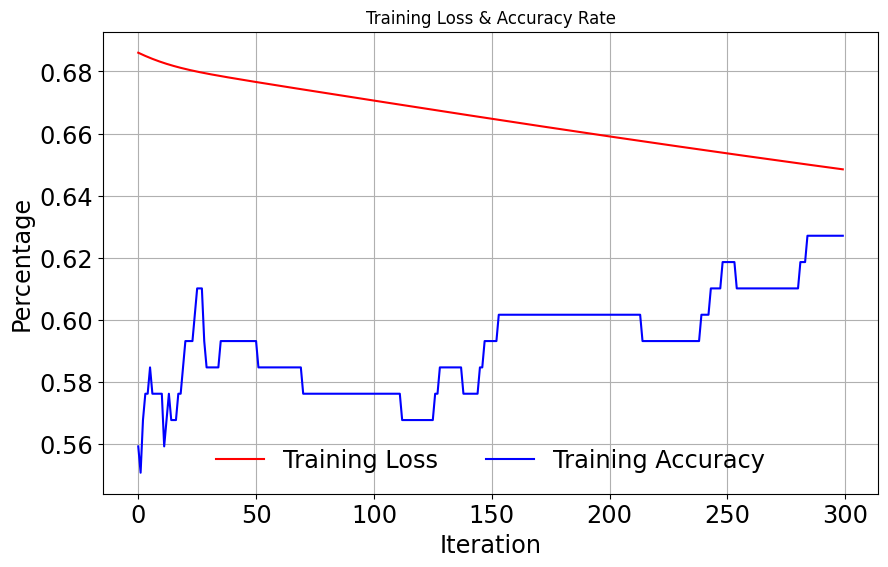 Training Loss & Accuracy Rate
Percentage
0.68
0.66
0.64
0.62
0.60
0.58
0.56
Training Loss Training Accuracy
0 50 100 150 200 250 300
Iteration